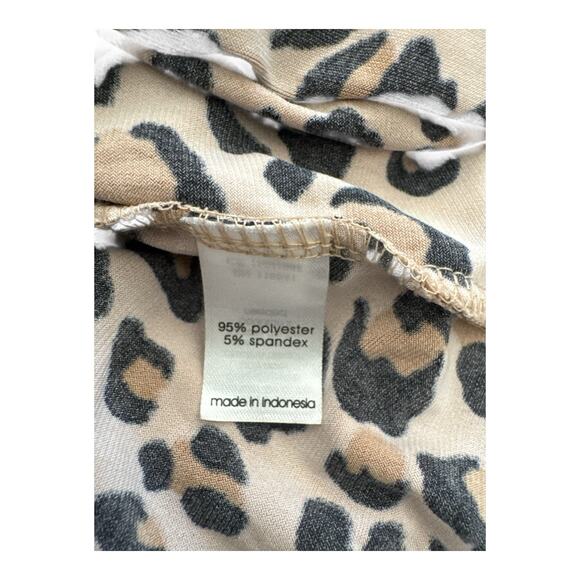 95% polyester
5% spandex
made in indonesia